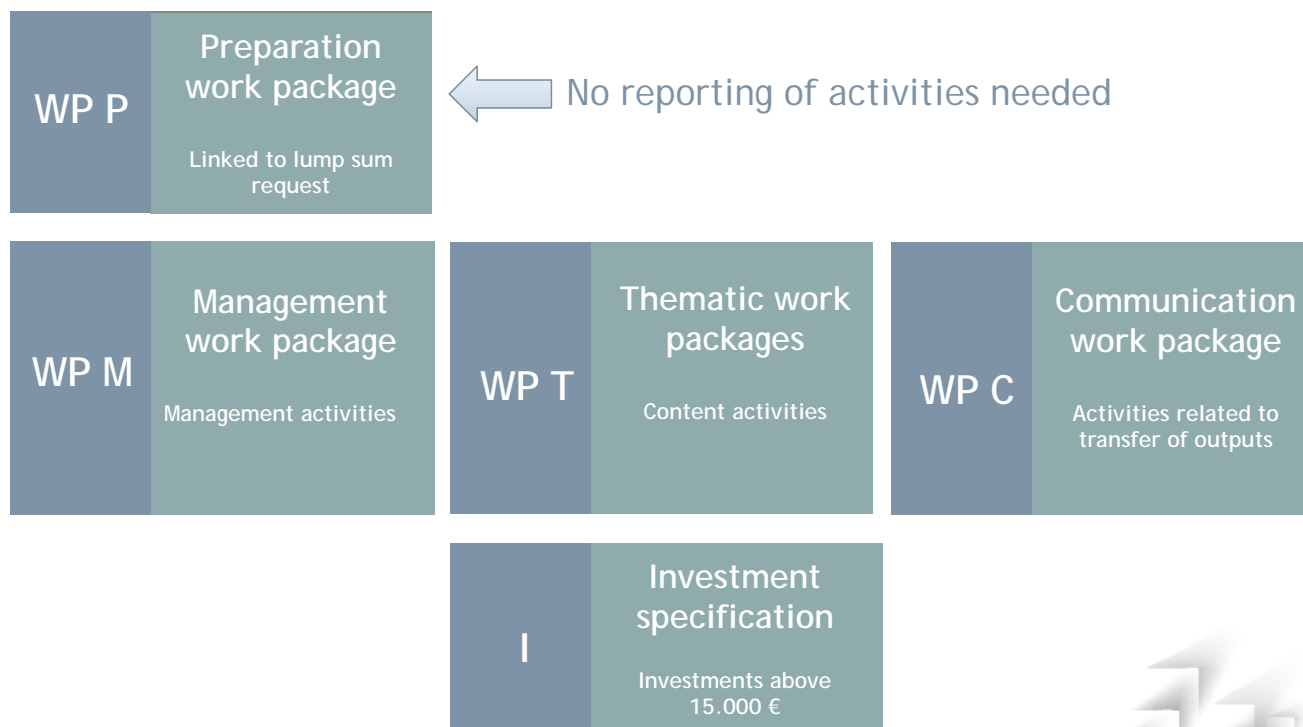 WP P
Preparation
work package
Linked to lump sum
request
No reporting of activities needed
WP M
Management
work package
Management activities
WP T
Thematic work
packages
Content activities
WP C
Communication
work package
Activities related to
transfer of outputs
I
Investment
specification
Investments above
15.000 €